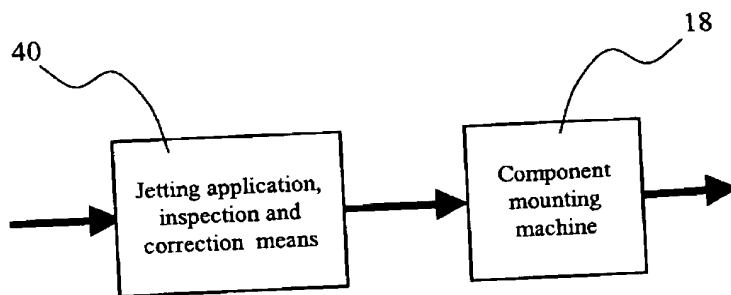 40
18
Jetting application,
inspection and
correction means
Component
mounting
machine